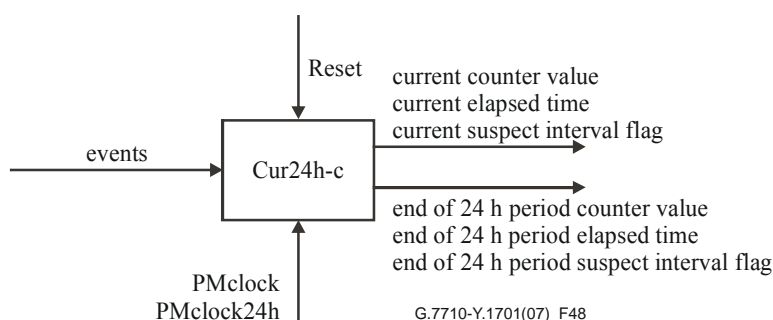 Reset
current counter value
current elapsed time
current suspect interval flag
events
Cur24h-c
end of 24 h period counter value
end of 24 h period elapsed time
end of 24 h period suspect interval flag
PMclock
PMclock24h
G.7710-Y.1701(07)_F48